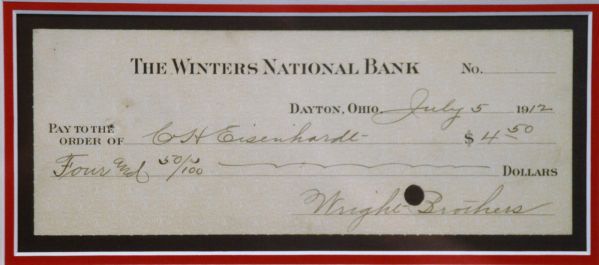 THE WINTERS NATIONAL BANK No.
DAYTON, OHIO, July 5 1912
PAY TO THE
ORDER OF C H Eisenhardt $ 4 50
Four and 50/100 DOLLARS
Wright Brothers